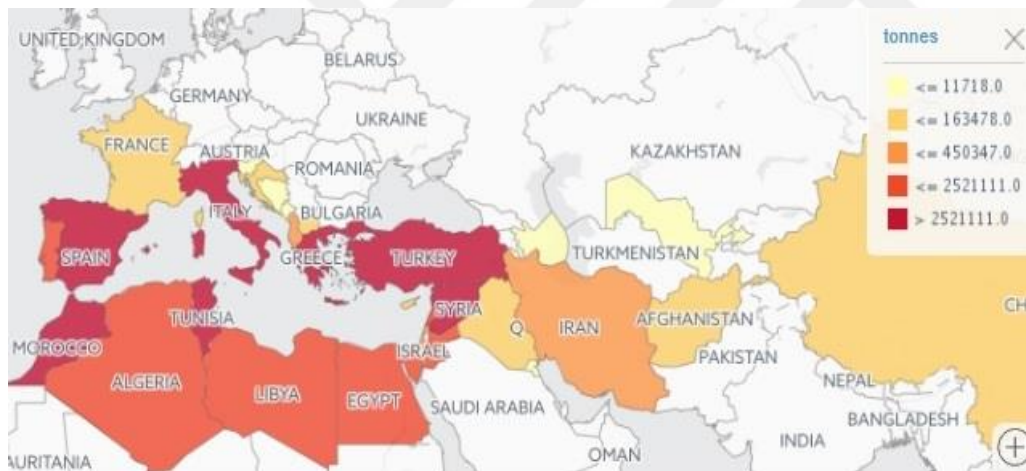 tonnes
<= 11718.0
<= 163478.0
<= 450347.0
<= 2521111.0
> 2521111.0
UNITED KINGDOM
BELARUS
GERMANY
UKRAINE
FRANCE
AUSTRIA
KAZAKHSTAN
ROMANIA
ITALY
BULGARIA
SPAIN
GREECE
TURKEY
TURKMENISTAN
SYRIA
TUNISIA
Q
IRAN
AFGHANISTAN
CH
MOROCCO
ISRAEL
PAKISTAN
ALGERIA
LIBYA
EGYPT
SAUDI ARABIA
NEPAL
BANGLADESH
INDIA
OMAN
AURITANIA